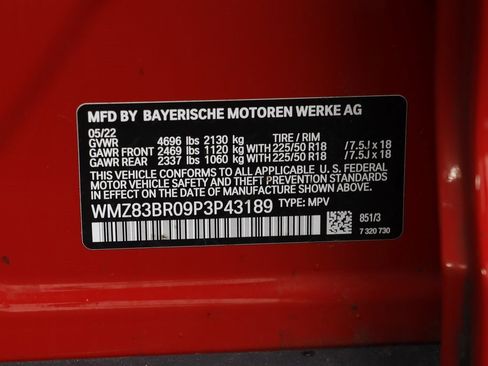 MFD BY BAYERISCHE MOTOREN WERKE AG
05/22
GVWR 4696 lbs 2130 kg TIRE / RIM
GAWR FRONT 2469 lbs 1120 kg WITH 225/50 R18 / 7.5J x 18
GAWR REAR 2337 lbs 1060 kg WITH 225/50 R18 / 7.5J x 18
THIS VEHICLE CONFORMS TO ALL APPLICABLE U. S. FEDERAL
MOTOR VEHICLE SAFETY AND THEFT PREVENTION STANDARDS
IN EFFECT ON THE DATE OF MANUFACTURE SHOWN ABOVE.
WMZ83BR09P3P43189 TYPE: MPV
851/3
7 320 730